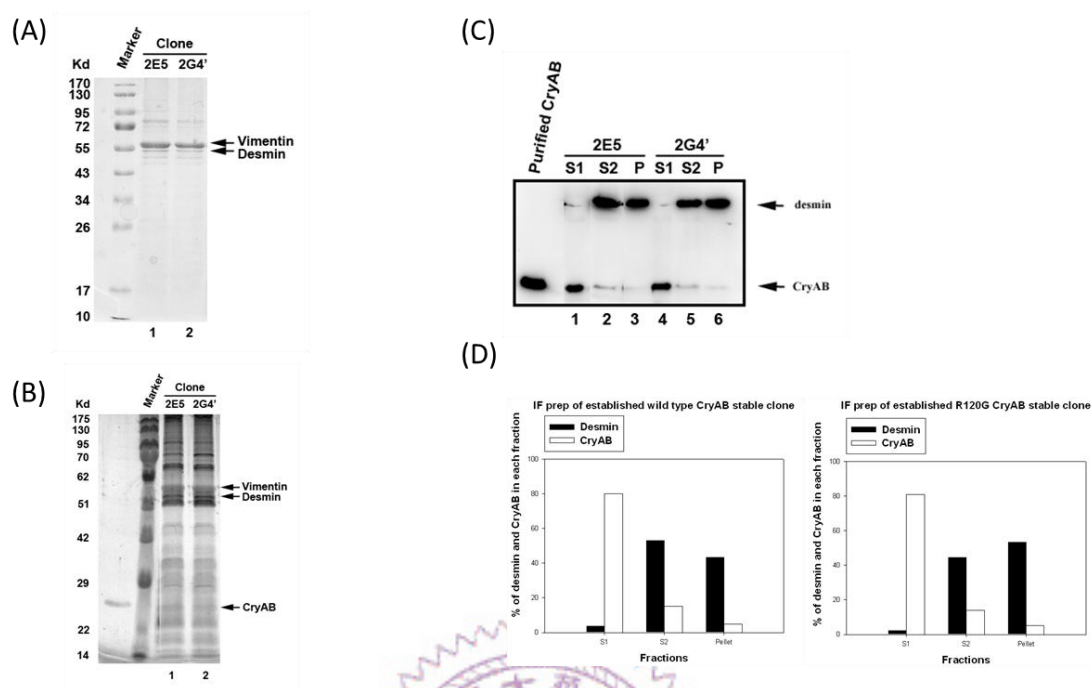 (A)
Marker
Clone
Kd
2E5 2G4’
170
130
95
72
55
43
34
26
17
10
Vimentin
Desmin
1 2
(B)
Marker
Clone
Kd
2E5 2G4’
175
130
95
70
62
51
42
29
22
14
Vimentin
Desmin
CryAB
1 2
(C)
Purified CryAB
2E5 2G4’
S1 S2 P S1 S2 P
desmin
CryAB
1 2 3 4 5 6
(D)
IF prep of established wild type CryAB stable clone
Desmin
CryAB
% of desmin and CryAB in each fraction
100
80
60
40
20
0
S1 S2 Pellet
Fractions
IF prep of established R120G CryAB stable clone
Desmin
CryAB
% of desmin and CryAB in each fraction
100
80
60
40
20
0
S1 S2 Pellet
Fractions